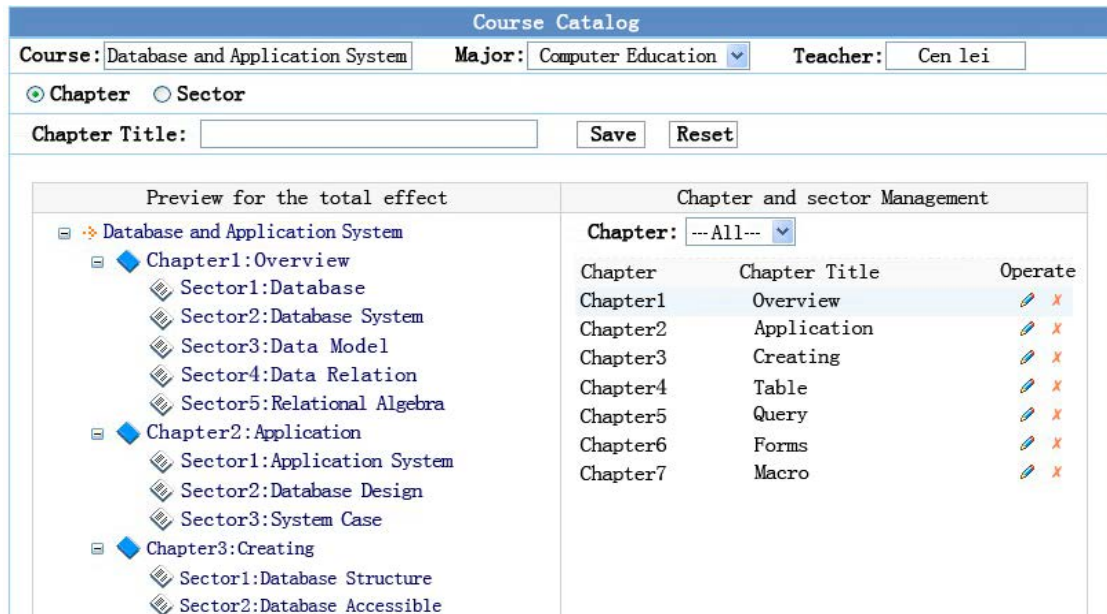 Course Catalog
Course: Database and Application System Major: Computer Education Teacher: Cen lei
Chapter Sector
Chapter Title: Save Reset
Preview for the total effect
Database and Application System
Chapter1:Overview
Sector1:Database
Sector2:Database System
Sector3:Data Model
Sector4:Data Relation
Sector5:Relational Algebra
Chapter2:Application
Sector1:Application System
Sector2:Database Design
Sector3:System Case
Chapter3:Creating
Sector1:Database Structure
Sector2:Database Accessible
Chapter and sector Management
Chapter: ---All---
Chapter Chapter Title Operate
Chapter1 Overview
Chapter2 Application
Chapter3 Creating
Chapter4 Table
Chapter5 Query
Chapter6 Forms
Chapter7 Macro